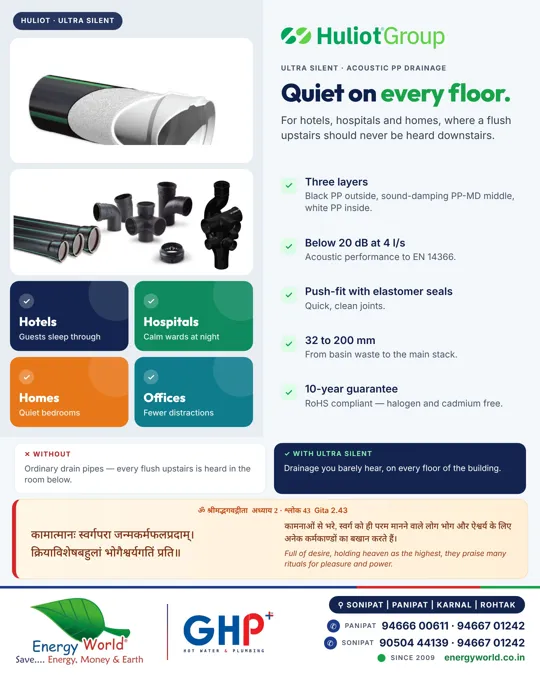 HULIOT · ULTRA SILENT
HuliotGroup
ULTRA SILENT · ACOUSTIC PP DRAINAGE
Quiet on every floor.
For hotels, hospitals and homes, where a flush
upstairs should never be heard downstairs.
Three layers
Black PP outside, sound-damping PP-MD middle,
white PP inside.
Below 20 dB at 4 l/s
Acoustic performance to EN 14366.
Push-fit with elastomer seals
Quick, clean joints.
32 to 200 mm
From basin waste to the main stack.
10-year guarantee
RoHS compliant — halogen and cadmium free.
Hotels
Guests sleep through
Hospitals
Calm wards at night
Homes
Quiet bedrooms
Offices
Fewer distractions
✕ WITHOUT
Ordinary drain pipes — every flush upstairs is heard in the
room below.
✓ WITH ULTRA SILENT
Drainage you barely hear, on every floor of the building.
ॐ श्रीमद्भगवद्गीता अध्याय 2 · श्लोक 43 Gita 2.43
कामात्मानः स्वर्गपरा जन्मकर्मफलप्रदाम्।
क्रियाविशेषबहुलां भोगैश्वर्यगतिं प्रति॥
कामनाओं से भरे, स्वर्ग को ही परम मानने वाले लोग भोग और ऐश्वर्य के लिए
अनेक कर्मकाण्डों का बखान करते हैं।
Full of desire, holding heaven as the highest, they praise many
rituals for pleasure and power.
Energy World®
Save.... Energy, Money & Earth
GHP+
HOT WATER & PLUMBING
SONIPAT | PANIPAT | KARNAL | ROHTAK
PANIPAT 94666 00611 · 94667 01242
SONIPAT 90504 44139 · 94667 01242
SINCE 2009 energyworld.co.in